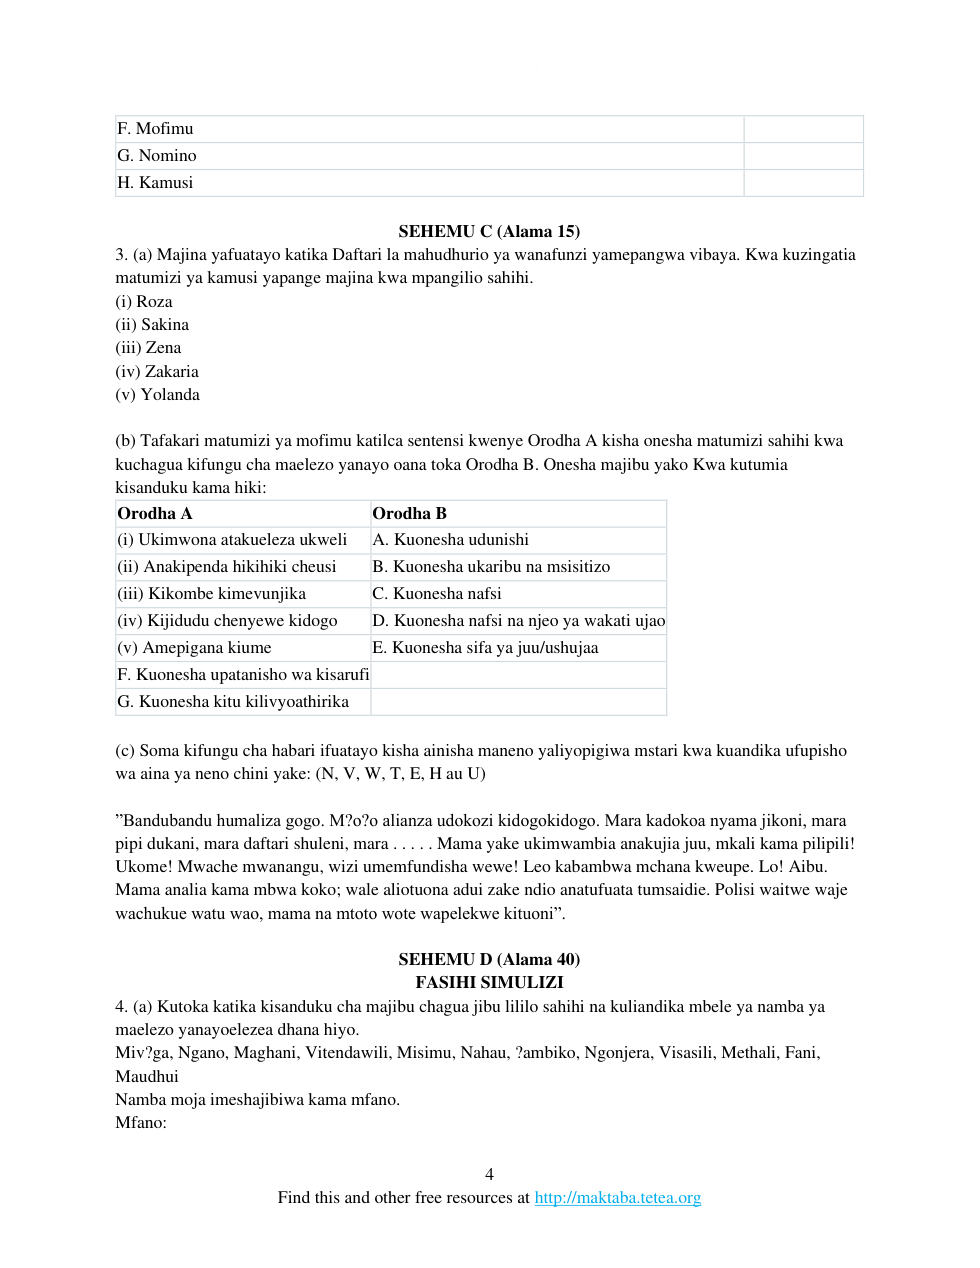 F. Mofimu
G. Nomino
H. Kamusi
SEHEMU C (Alama 15)
3. (a) Majina yafuatayo katika Daftari la mahudhurio ya wanafunzi yamepangwa vibaya. Kwa kuzingatia
matumizi ya kamusi yapange majina kwa mpangilio sahihi.
(i) Roza
(ii) Sakina
(iii) Zena
(iv) Zakaria
(v) Yolanda
(b) Tafakari matumizi ya mofimu katilca sentensi kwenye Orodha A kisha onesha matumizi sahihi kwa
kuchagua kifungu cha maelezo yanayo oana toka Orodha B. Onesha majibu yako Kwa kutumia
kisanduku kama hiki:
Orodha A Orodha B
(i) Ukimwona atakueleza ukweli A. Kuonesha udunishi
(ii) Anakipenda hikihiki cheusi B. Kuonesha ukaribu na msisitizo
(iii) Kikombe kimevunjika C. Kuonesha nafsi
(iv) Kijidudu chenyewe kidogo D. Kuonesha nafsi na njeo ya wakati ujao
(v) Amepigana kiume E. Kuonesha sifa ya juu/ushujaa
F. Kuonesha upatanisho wa kisarufi
G. Kuonesha kitu kilivyoathirika
(c) Soma kifungu cha habari ifuatayo kisha ainisha maneno yaliyopigiwa mstari kwa kuandika ufupisho
wa aina ya neno chini yake: (N, V, W, T, E, H au U)
”Bandubandu humaliza gogo. M?o?o alianza udokozi kidogokidogo. Mara kadokoa nyama jikoni, mara
pipi dukani, mara daftari shuleni, mara . . . . . Mama yake ukimwambia anakujia juu, mkali kama pilipili!
Ukome! Mwache mwanangu, wizi umemfundisha wewe! Leo kabambwa mchana kweupe. Lo! Aibu.
Mama analia kama mbwa koko; wale aliotuona adui zake ndio anatufuata tumsaidie. Polisi waitwe waje
wachukue watu wao, mama na mtoto wote wapelekwe kituoni”.
SEHEMU D (Alama 40)
FASIHI SIMULIZI
4. (a) Kutoka katika kisanduku cha majibu chagua jibu lililo sahihi na kuliandika mbele ya namba ya
maelezo yanayoelezea dhana hiyo.
Miv?ga, Ngano, Maghani, Vitendawili, Misimu, Nahau, ?ambiko, Ngonjera, Visasili, Methali, Fani,
Maudhui
Namba moja imeshajibiwa kama mfano.
Mfano:
4
Find this and other free resources at http://maktaba.tetea.org